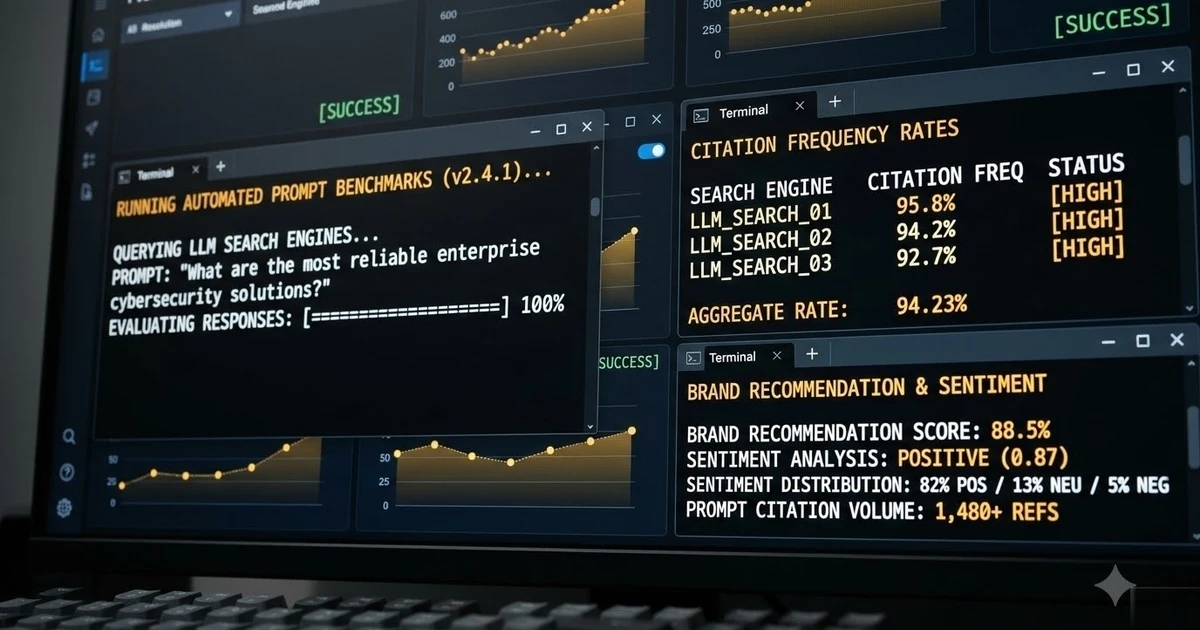 All Resolution
600
400
200
0
[SUCCESS]
500
250
0
[SUCCESS]
Terminal
RUNNING AUTOMATED PROMPT BENCHMARKS (v2.4.1)...
QUERYING LLM SEARCH ENGINES...
PROMPT: "What are the most reliable enterprise
cybersecurity solutions?"
EVALUATING RESPONSES: [===================] 100%
Terminal
CITATION FREQUENCY RATES
SEARCH ENGINE CITATION FREQ STATUS
LLM_SEARCH_01 95.8% [HIGH]
LLM_SEARCH_02 94.2% [HIGH]
LLM_SEARCH_03 92.7% [HIGH]
AGGREGATE RATE: 94.23%
SUCCESS]
50
25
0
50
25
0
Terminal
BRAND RECOMMENDATION & SENTIMENT
BRAND RECOMMENDATION SCORE: 88.5%
SENTIMENT ANALYSIS: POSITIVE (0.87)
SENTIMENT DISTRIBUTION: 82% POS / 13% NEU / 5% NEG
PROMPT CITATION VOLUME: 1,480+ REFS